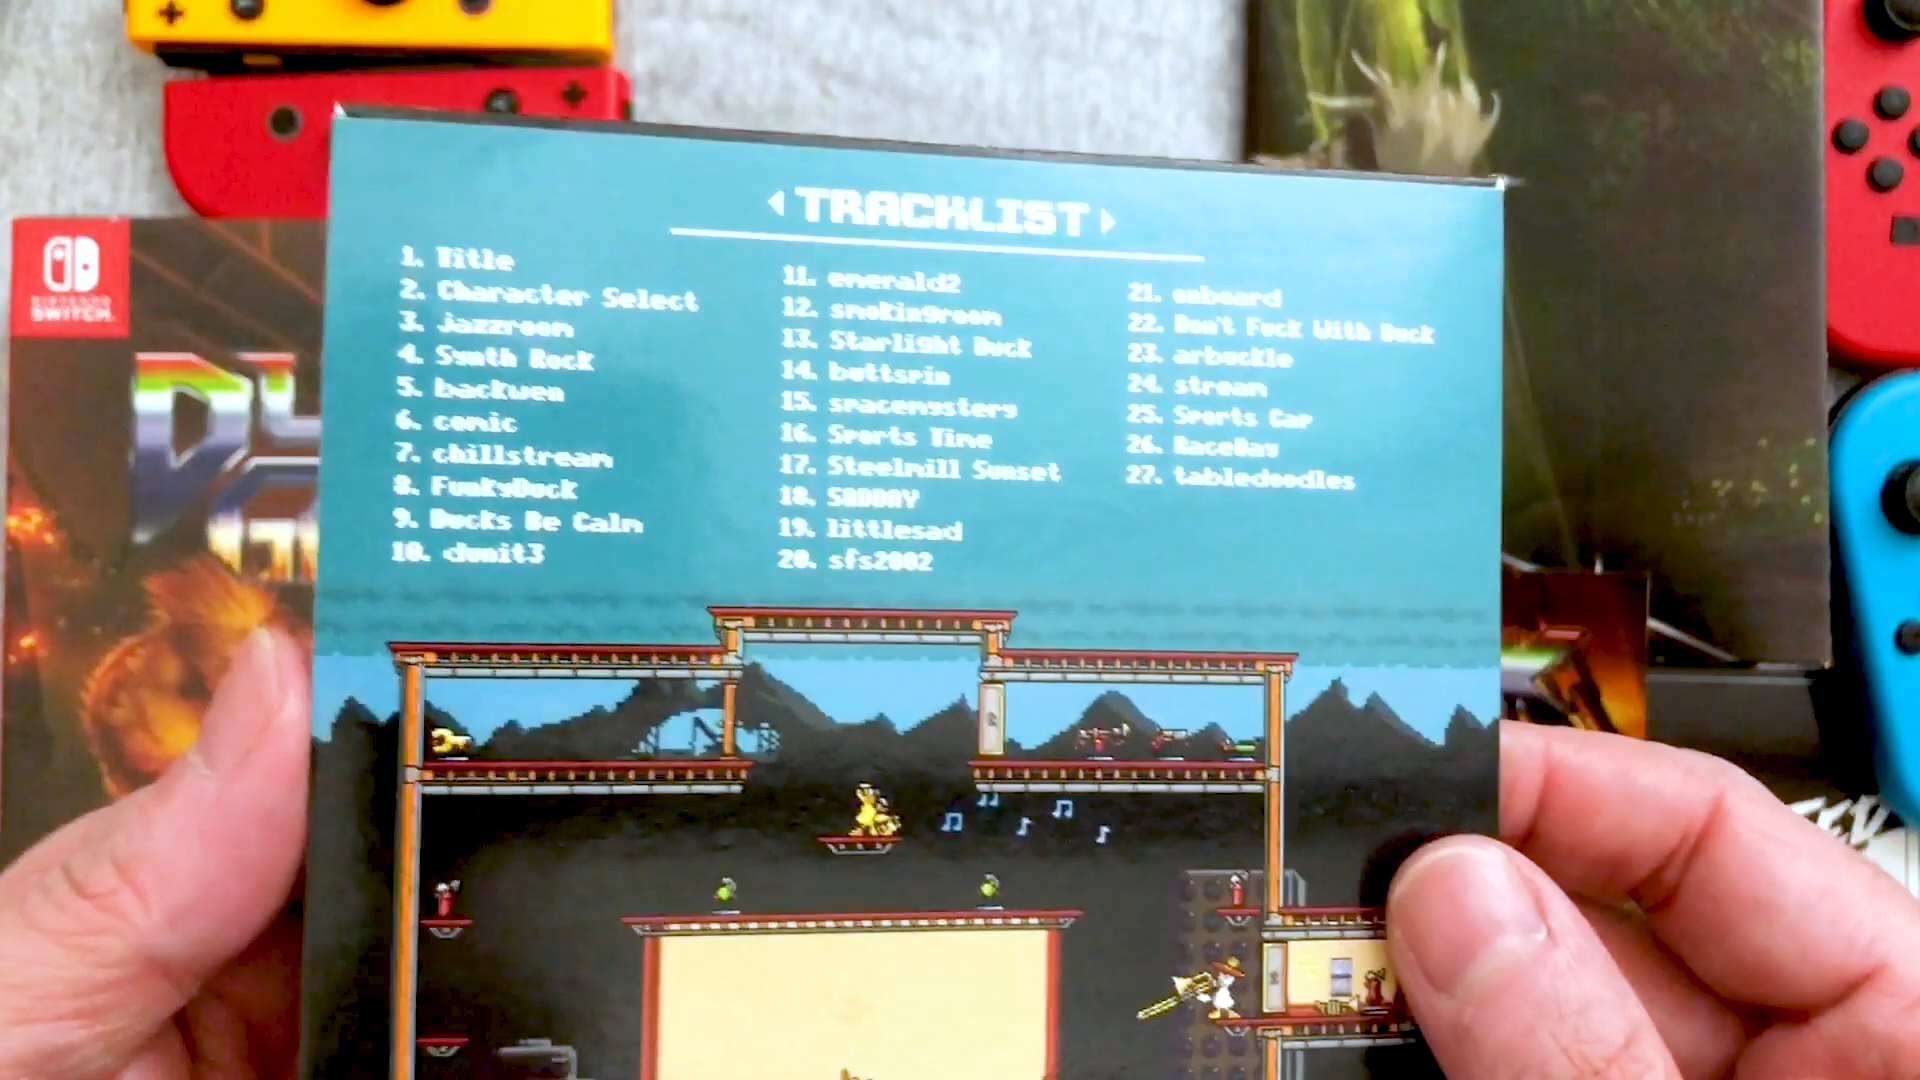 NINTENDO
SWITCH
TRACKLIST
1. Title
2. Character Select
3. jazzroom
4. Synth Rock
5. backwen
6. comic
7. chillstream
8. FunkyDuck
9. Ducks Be Calm
10. dunit3
11. emerald2
12. smokingroom
13. Starlight Duck
14. buttspin
15. spacemystery
16. Sports Time
17. Steelmill Sunset
18. SADDAY
19. littlesad
20. sfs2002
21. onboard
22. Don't Fuck With Duck
23. arbuckle
24. stream
25. Sports Car
26. RaceDay
27. tabledoodles